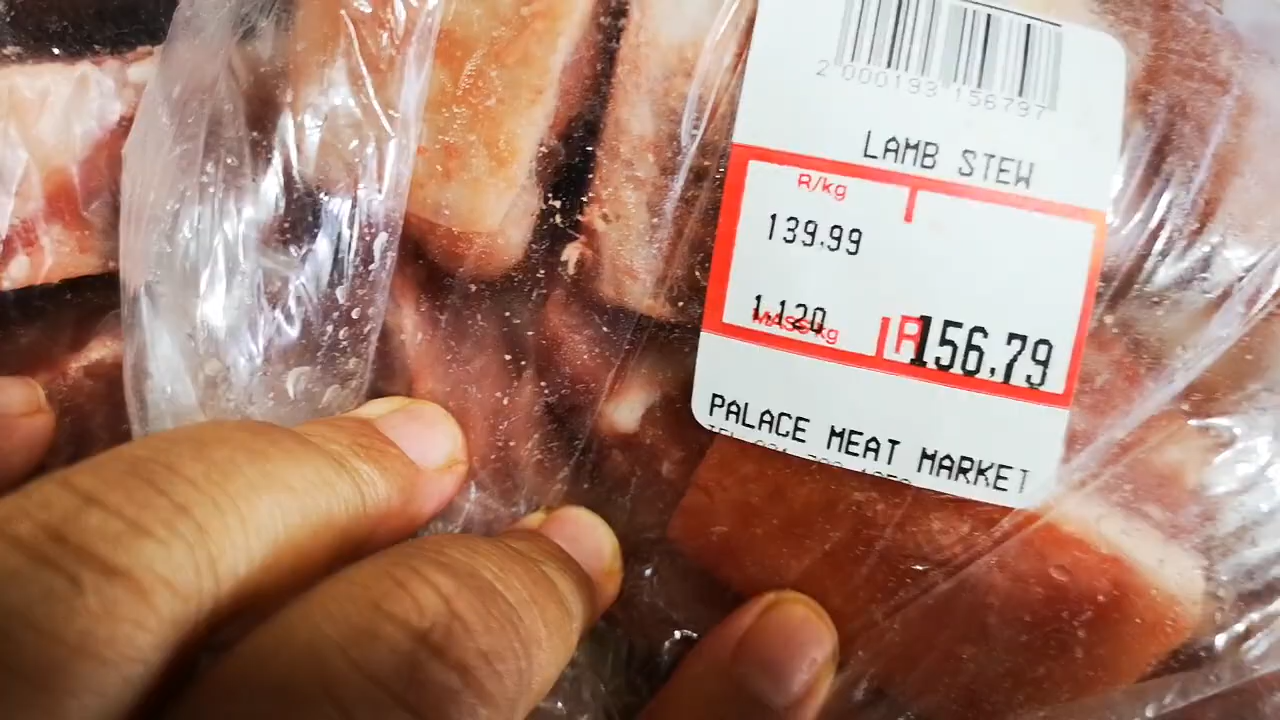 2 000193 156797
LAMB STEW
R/kg
139.99
1.120
MASS kg
R156.79
PALACE MEAT MARKET